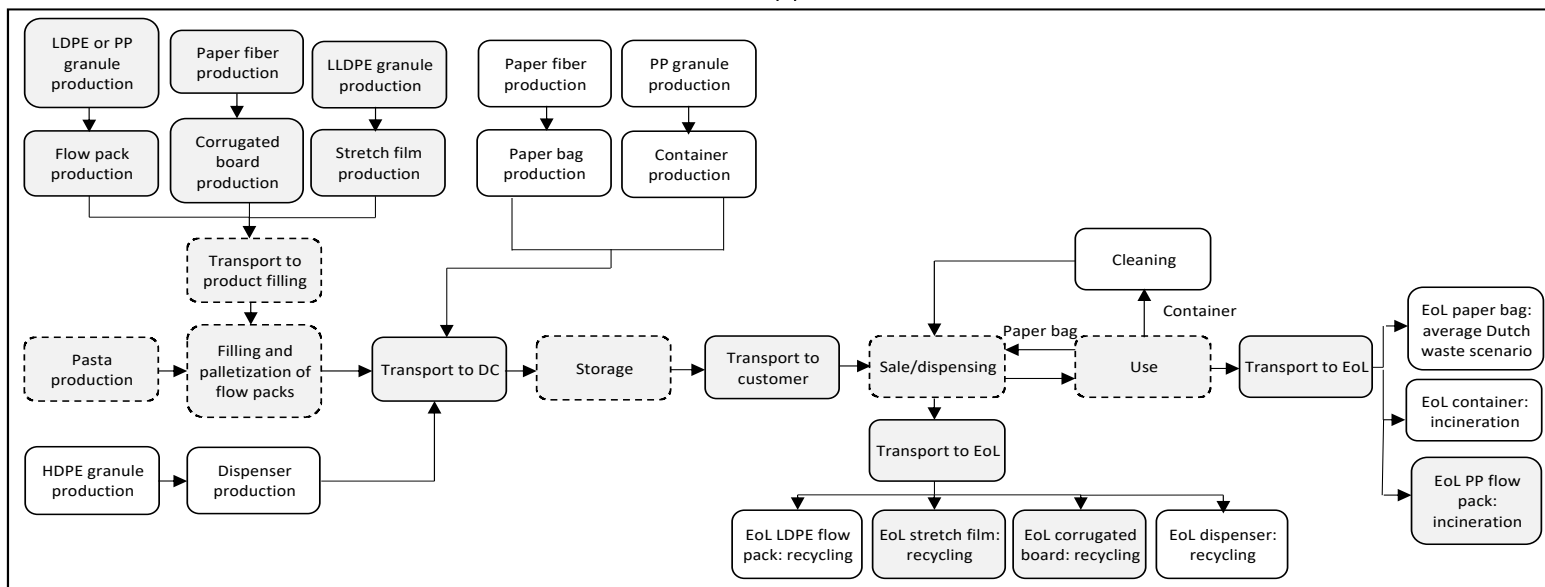 LDPE or PP
granule
production
Paper fiber
production
LLDPE granule
production
Paper fiber
production
PP granule
production
Flow pack
production
Corrugated
board
production
Stretch film
production
Paper bag
production
Container
production
Transport to
product filling
Cleaning
Container
Paper bag
Pasta
production
Filling and
palletization of
flow packs
Transport to DC
Storage
Transport to
customer
Sale/dispensing
Use
Transport to EoL
EoL paper bag:
average Dutch
waste scenario
EoL container:
incineration
EoL PP flow
pack:
incineration
HDPE granule
production
Dispenser
production
Transport to EoL
EoL LDPE flow
pack: recycling
EoL stretch film:
recycling
EoL corrugated
board: recycling
EoL dispenser:
recycling